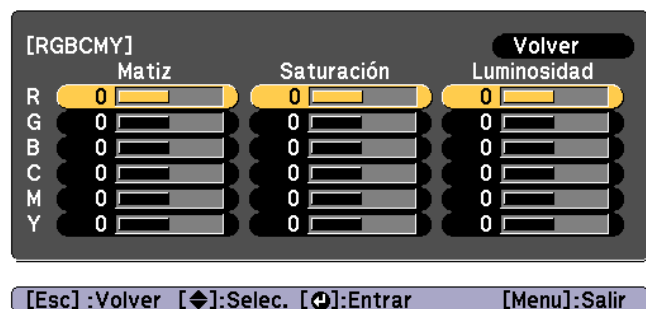 [RGBCMY] Volver
Matiz Saturación Luminosidad
R 0 0 0
G 0 0 0
B 0 0 0
C 0 0 0
M 0 0 0
Y 0 0 0
[Esc] :Volver [◆]:Selec. [⏎]:Entrar [Menu]:Salir